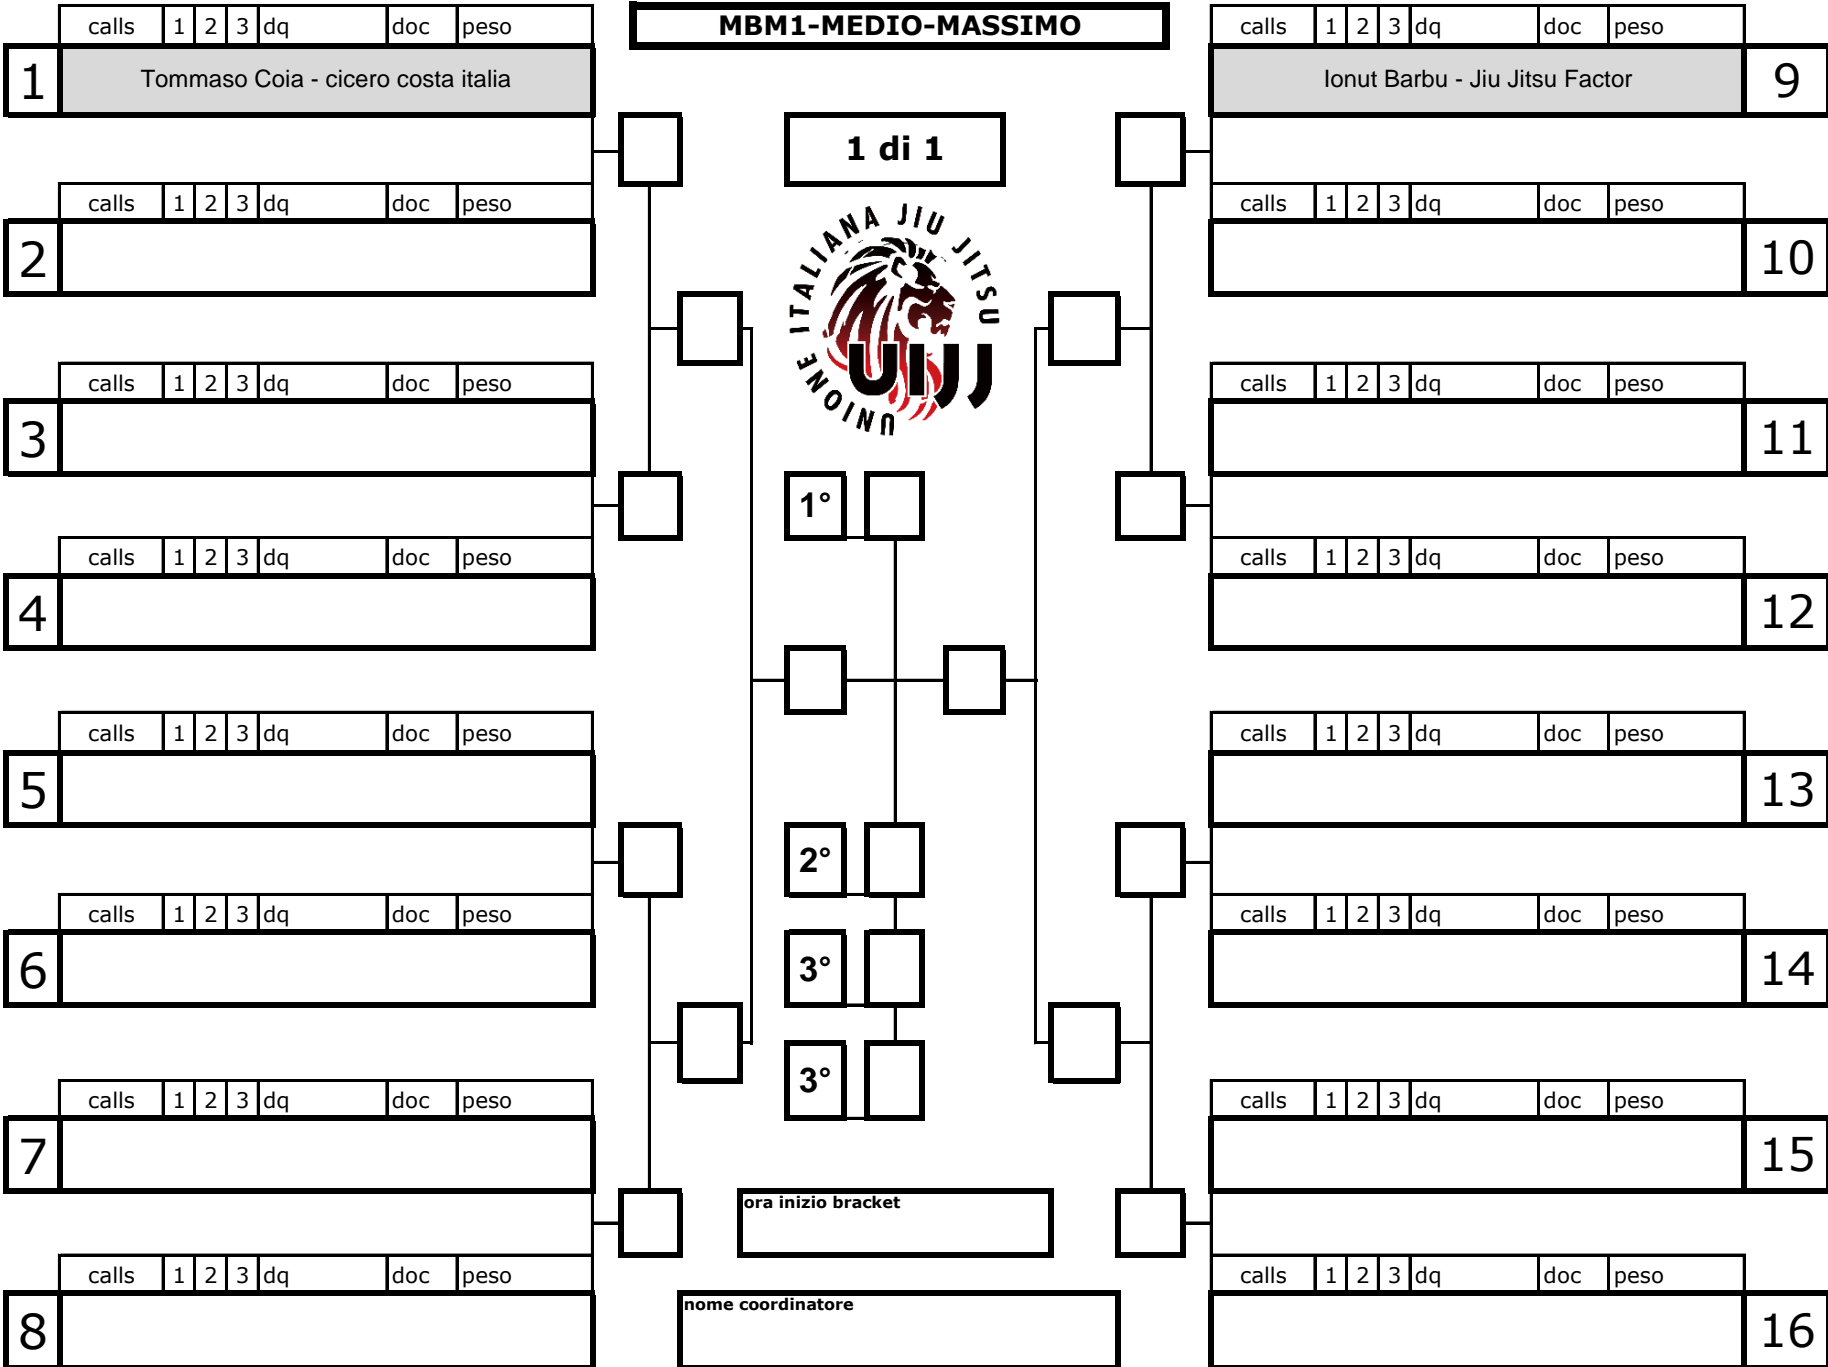 calls 1 2 3 dq doc peso
1 Tommaso Coia - cicero costa italia
calls 1 2 3 dq doc peso
2
calls 1 2 3 dq doc peso
3
calls 1 2 3 dq doc peso
4
calls 1 2 3 dq doc peso
5
calls 1 2 3 dq doc peso
6
calls 1 2 3 dq doc peso
7
calls 1 2 3 dq doc peso
8
MBM1-MEDIO-MASSIMO
1 di 1
UNIONE ITALIANA JIU JITSU
UIJJ
1°
2°
3°
3°
ora inizio bracket
nome coordinatore
calls 1 2 3 dq doc peso
Ionut Barbu - Jiu Jitsu Factor 9
calls 1 2 3 dq doc peso
10
calls 1 2 3 dq doc peso
11
calls 1 2 3 dq doc peso
12
calls 1 2 3 dq doc peso
13
calls 1 2 3 dq doc peso
14
calls 1 2 3 dq doc peso
15
calls 1 2 3 dq doc peso
16